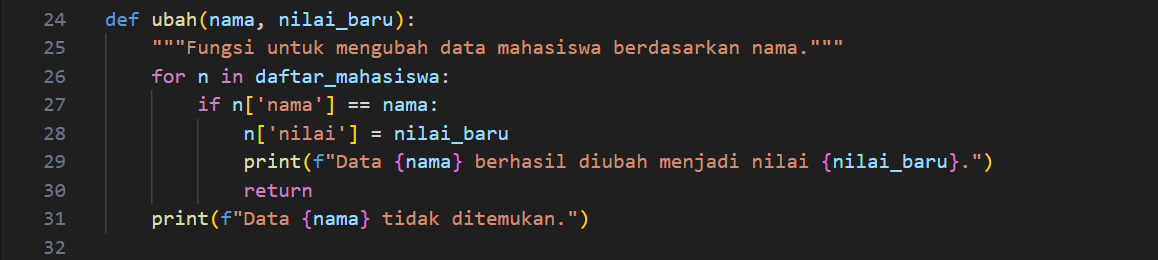 24 def ubah(nama, nilai_baru):
25     """Fungsi untuk mengubah data mahasiswa berdasarkan nama."""
26     for n in daftar_mahasiswa:
27         if n['nama'] == nama:
28             n['nilai'] = nilai_baru
29             print(f"Data {nama} berhasil diubah menjadi nilai {nilai_baru}.")
30             return
31     print(f"Data {nama} tidak ditemukan.")
32